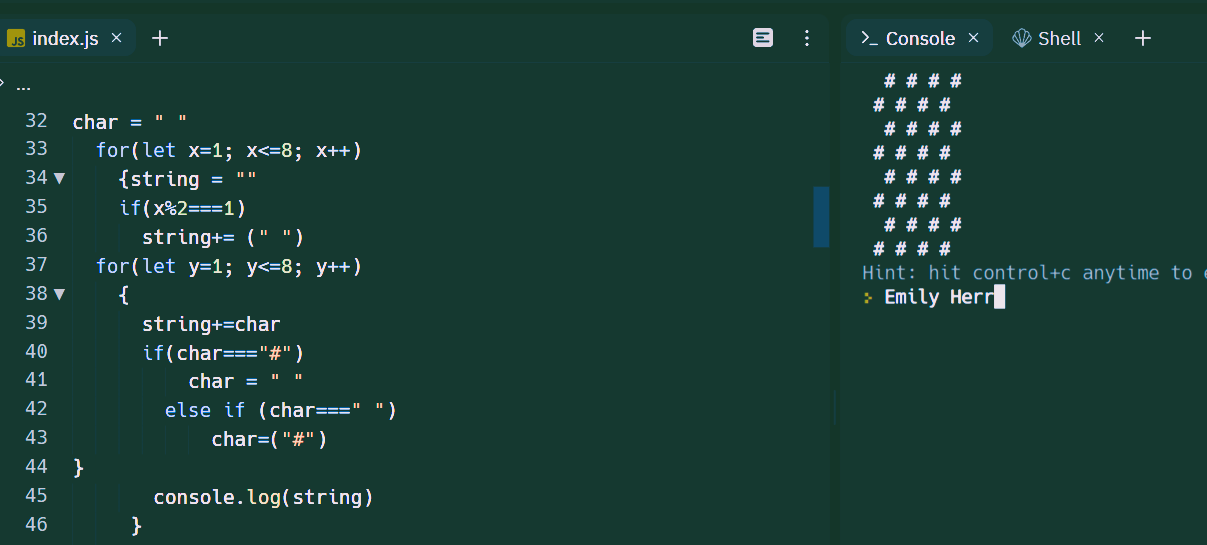 index.js × +
>_ Console × Shell × +
...
32 char = " "
33 for(let x=1; x<=8; x++)
34 {string = ""
35 if(x%2===1)
36 string+= (" ")
37 for(let y=1; y<=8; y++)
38 {
39 string+=char
40 if(char==="#")
41 char = " "
42 else if (char===" ")
43 char=("#")
44 }
45 console.log(string)
46 }
 # # # #
# # # #
 # # # #
# # # #
 # # # #
# # # #
 # # # #
# # # #
Hint: hit control+c anytime to e
> Emily Herr